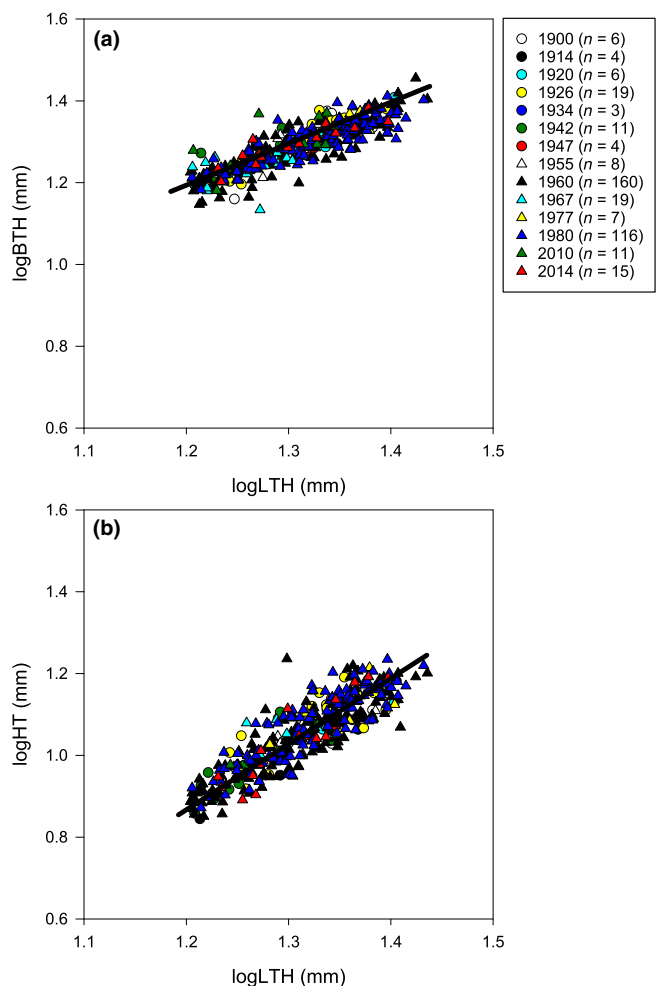 (a)
1.6
1.4
1.2
1.0
0.8
0.6
logBTH (mm)
1.1
1.2
1.3
1.4
1.5
logLTH (mm)
1900 (n = 6)
1914 (n = 4)
1920 (n = 6)
1926 (n = 19)
1934 (n = 3)
1942 (n = 11)
1947 (n = 4)
1955 (n = 8)
1960 (n = 160)
1967 (n = 19)
1977 (n = 7)
1980 (n = 116)
2010 (n = 11)
2014 (n = 15)
(b)
1.6
1.4
1.2
1.0
0.8
0.6
logHT (mm)
1.1
1.2
1.3
1.4
1.5
logLTH (mm)